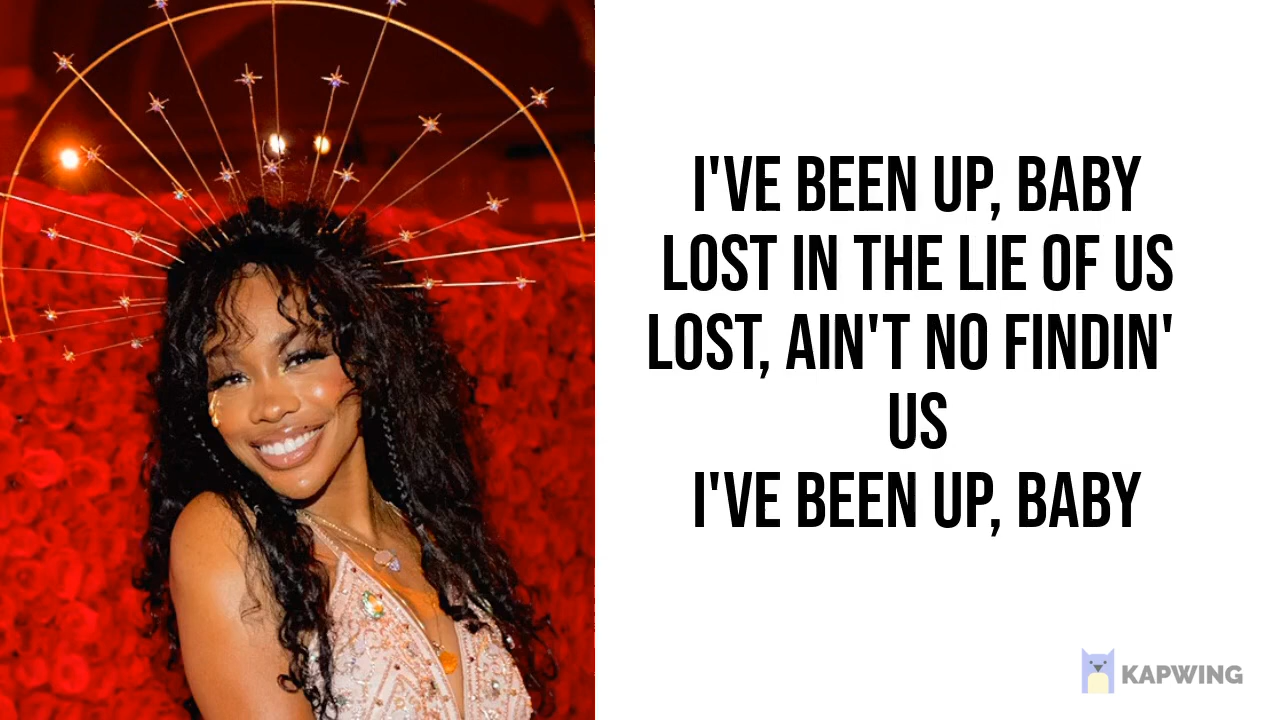 I'VE BEEN UP, BABY
LOST IN THE LIE OF US
LOST, AIN'T NO FINDIN'
US
I'VE BEEN UP, BABY
KAPWING